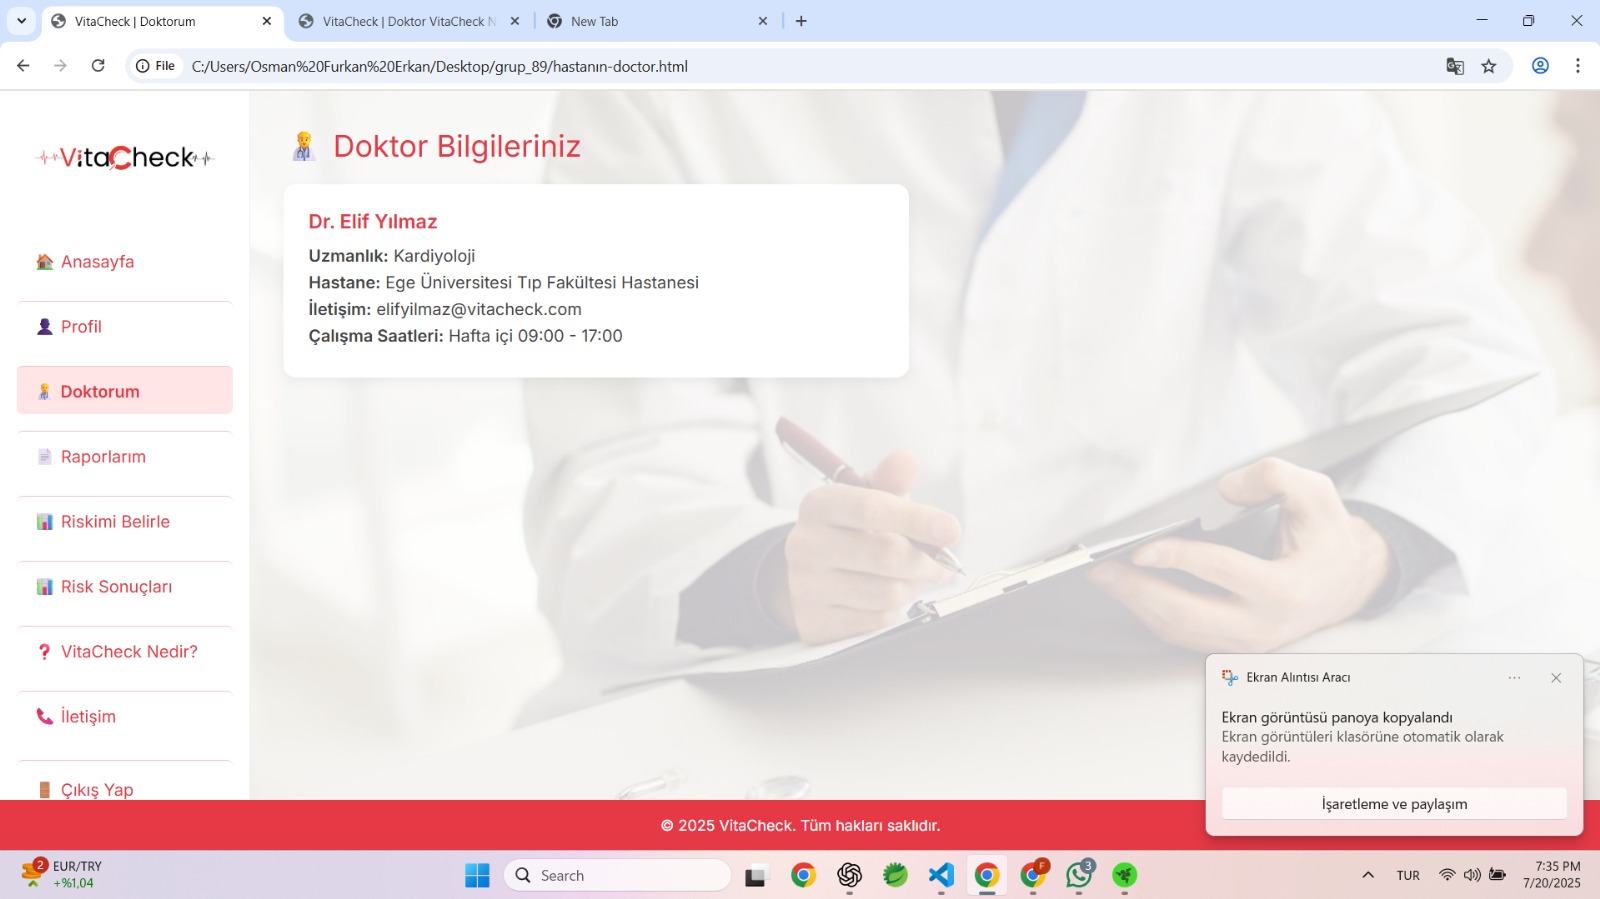 VitaCheck | Doktorum
VitaCheck | Doktor VitaCheck N
New Tab
File
C:/Users/Osman%20Furkan%20Erkan/Desktop/grup_89/hastanın-doctor.html
VitaCheck
Anasayfa
Profil
Doktorum
Raporlarım
Riskimi Belirle
Risk Sonuçları
VitaCheck Nedir?
İletişim
Çıkış Yap
Doktor Bilgileriniz
Dr. Elif Yılmaz
Uzmanlık: Kardiyoloji
Hastane: Ege Üniversitesi Tıp Fakültesi Hastanesi
İletişim: elifyilmaz@vitacheck.com
Çalışma Saatleri: Hafta içi 09:00 - 17:00
Ekran Alıntısı Aracı
Ekran görüntüsü panoya kopyalandı
Ekran görüntüleri klasörüne otomatik olarak
kaydedildi.
İşaretleme ve paylaşım
© 2025 VitaCheck. Tüm hakları saklıdır.
2
EUR/TRY
+%1,04
Search
F
3
TUR
7:35 PM
7/20/2025